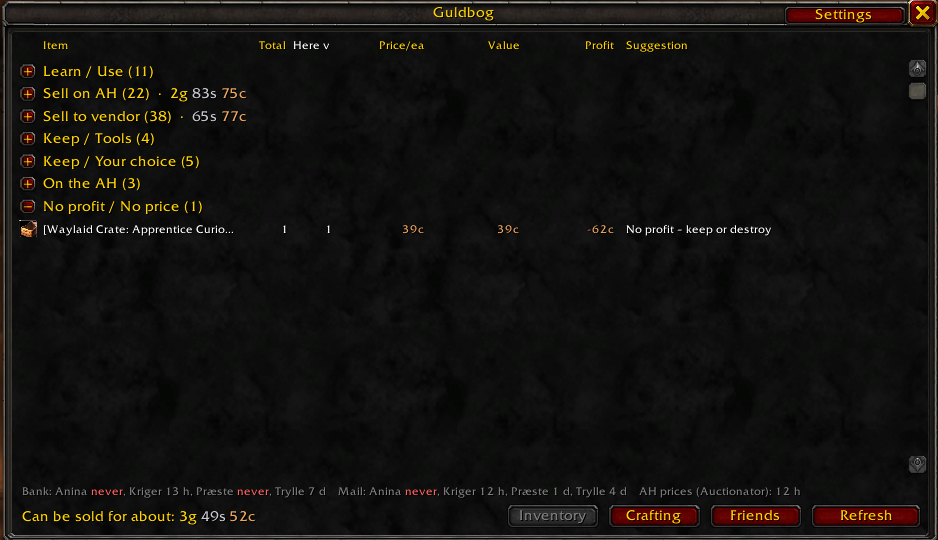 Guldbog
Settings
Item Total Here v Price/ea Value Profit Suggestion
Learn / Use (11)
Sell on AH (22) · 2g 83s 75c
Sell to vendor (38) · 65s 77c
Keep / Tools (4)
Keep / Your choice (5)
On the AH (3)
No profit / No price (1)
[Waylaid Crate: Apprentice Curio... 1 1 39c 39c -62c No profit - keep or destroy
Bank: Anina never, Kriger 13 h, Præste never, Trylle 7 d Mail: Anina never, Kriger 12 h, Præste 1 d, Trylle 4 d AH prices (Auctionator): 12 h
Can be sold for about: 3g 49s 52c Inventory Crafting Friends Refresh